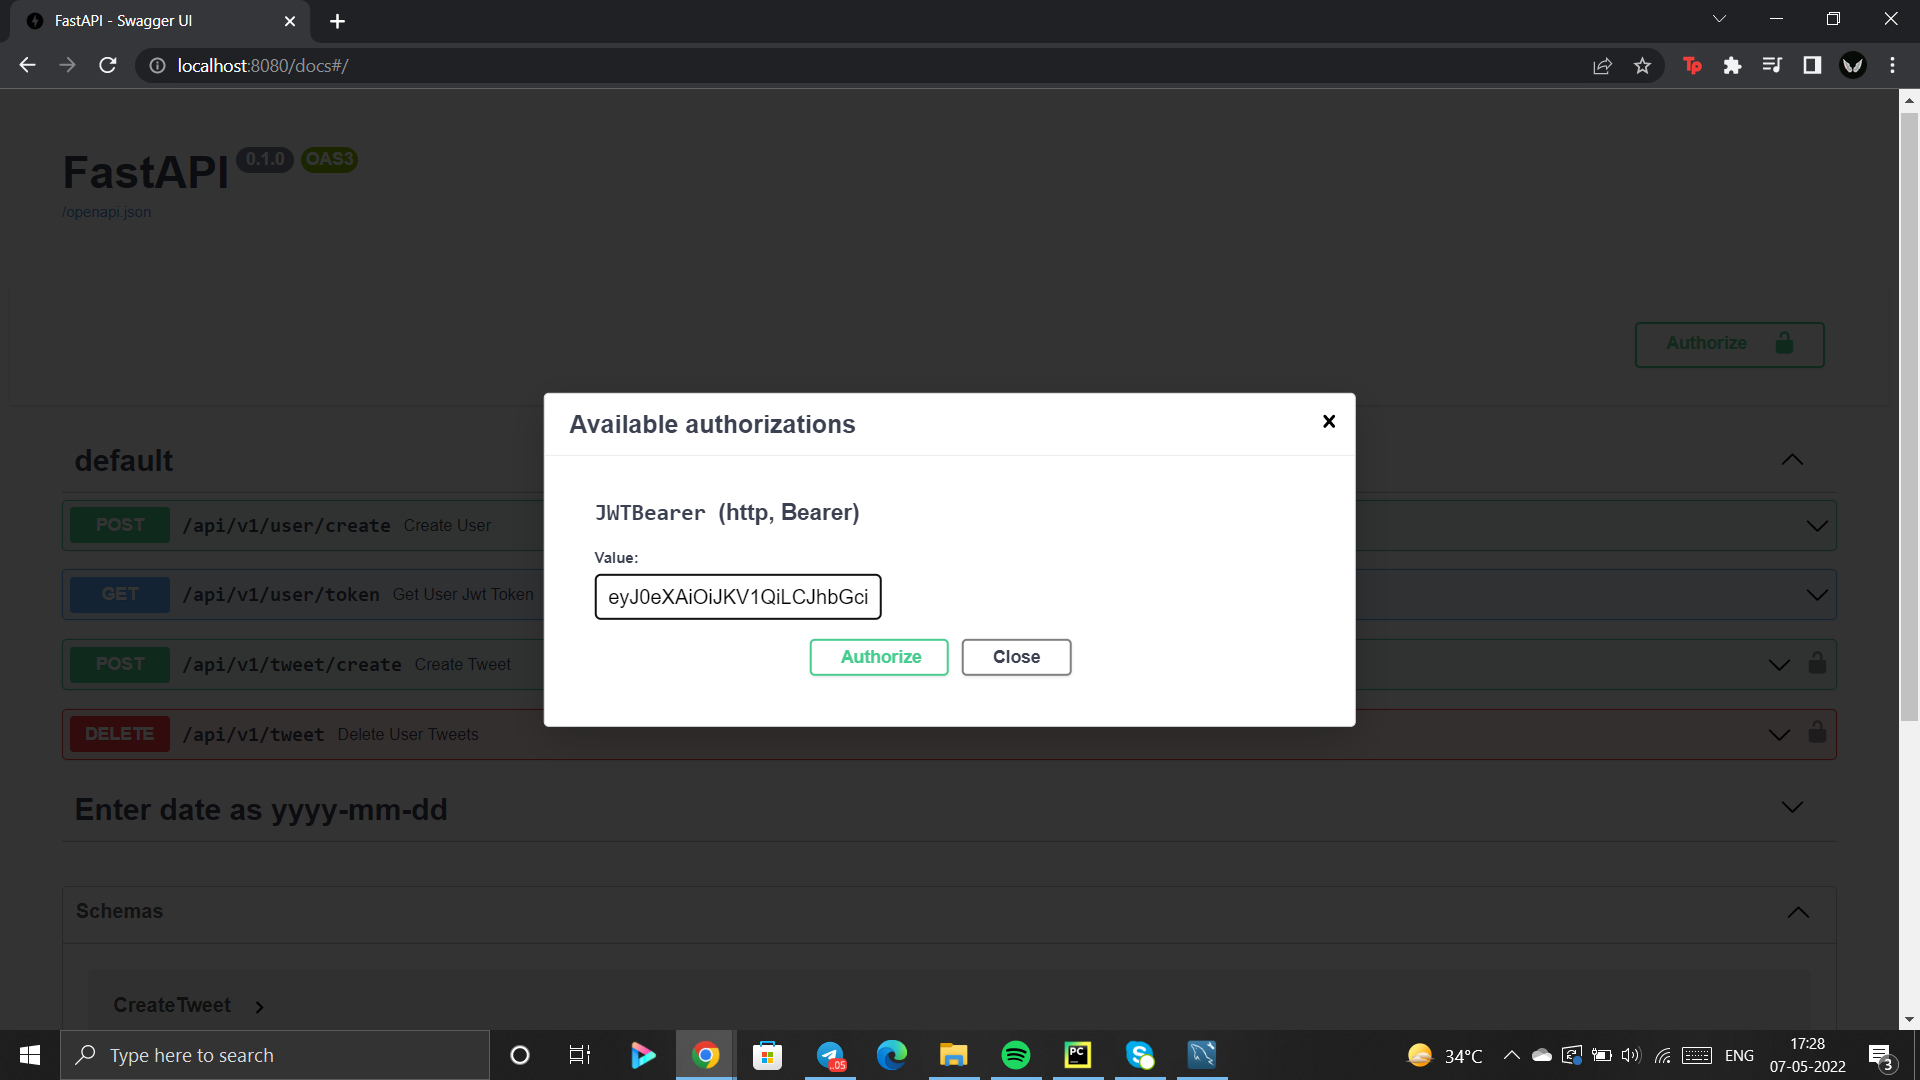 FastAPI - Swagger UI
localhost:8080/docs#/
FastAPI 0.1.0 OAS3
/openapi.json
Authorize
Available authorizations
default
JWTBearer (http, Bearer)
POST /api/v1/user/create Create User
Value:
GET /api/v1/user/token Get User Jwt Token
eyJ0eXAiOiJKV1QiLCJhbGci
POST /api/v1/tweet/create Create Tweet
Authorize Close
DELETE /api/v1/tweet Delete User Tweets
Enter date as yyyy-mm-dd
Schemas
CreateTweet
Type here to search
34°C
ENG
17:28
07-05-2022
3
Tp
PC
..05